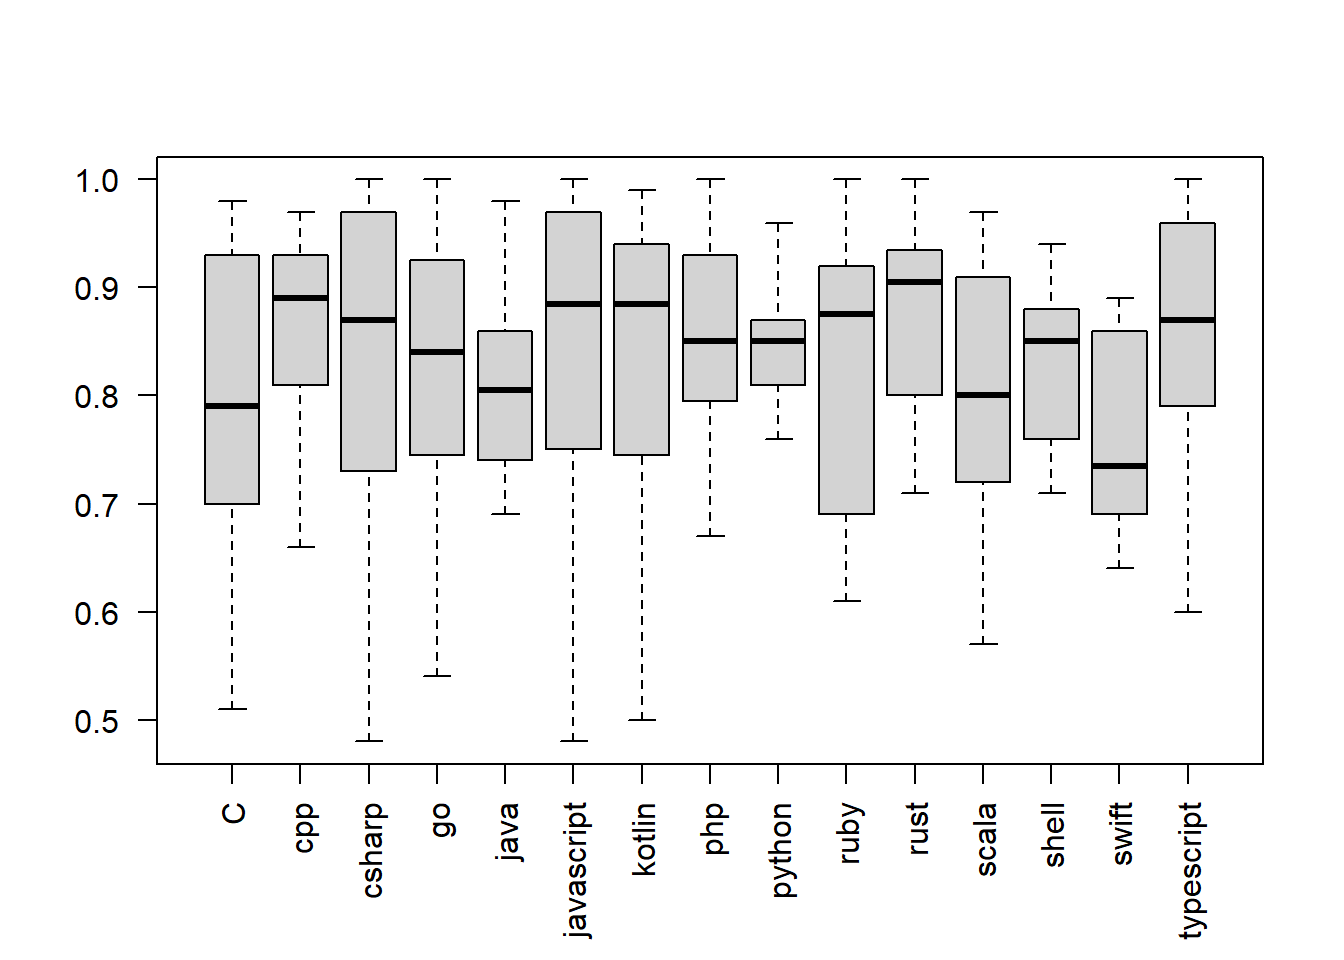 1.0
0.9
0.8
0.7
0.6
0.5
C
cpp
csharp
go
java
javascript
kotlin
php
python
ruby
rust
scala
shell
swift
typescript